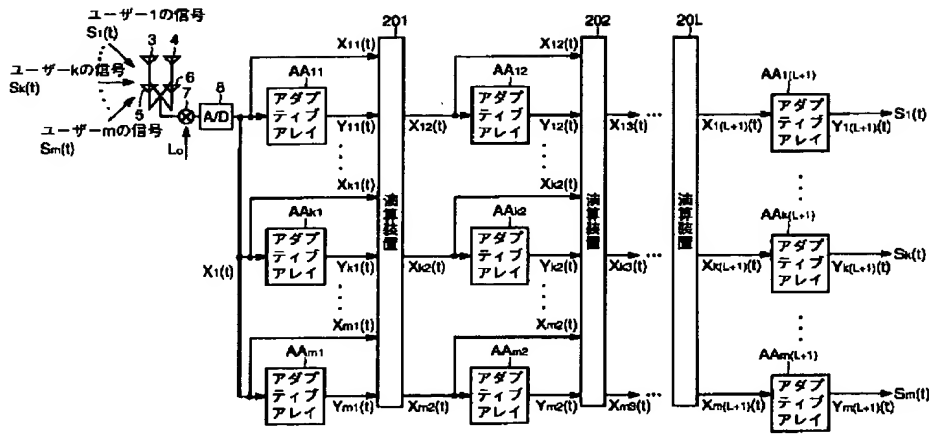 ユーザー1の信号
S1(t)
3 4
ユーザーkの信号
Sk(t)
5
6
7
8
A/D
ユーザーmの信号
Sm(t)
Lo
X1(t)
AA11
アダプ
ティブ
アレイ
Y11(t)
X11(t)
AAk1
アダプ
ティブ
アレイ
Yk1(t)
Xk1(t)
AAm1
アダプ
ティブ
アレイ
Ym1(t)
Xm1(t)
201
演算装置
X12(t)
Xk2(t)
Xm2(t)
AA12
アダプ
ティブ
アレイ
Y12(t)
X12(t)
AAk2
アダプ
ティブ
アレイ
Yk2(t)
Xk2(t)
AAm2
アダプ
ティブ
アレイ
Ym2(t)
Xm2(t)
202
演算装置
X13(t)
Xk3(t)
Xm3(t)
20L
演算装置
X1(L+1)(t)
Xk(L+1)(t)
Xm(L+1)(t)
AA1(L+1)
アダプ
ティブ
アレイ
Y1(L+1)(t)
S1(t)
AAk(L+1)
アダプ
ティブ
アレイ
Yk(L+1)(t)
Sk(t)
AAm(L+1)
アダプ
ティブ
アレイ
Ym(L+1)(t)
Sm(t)